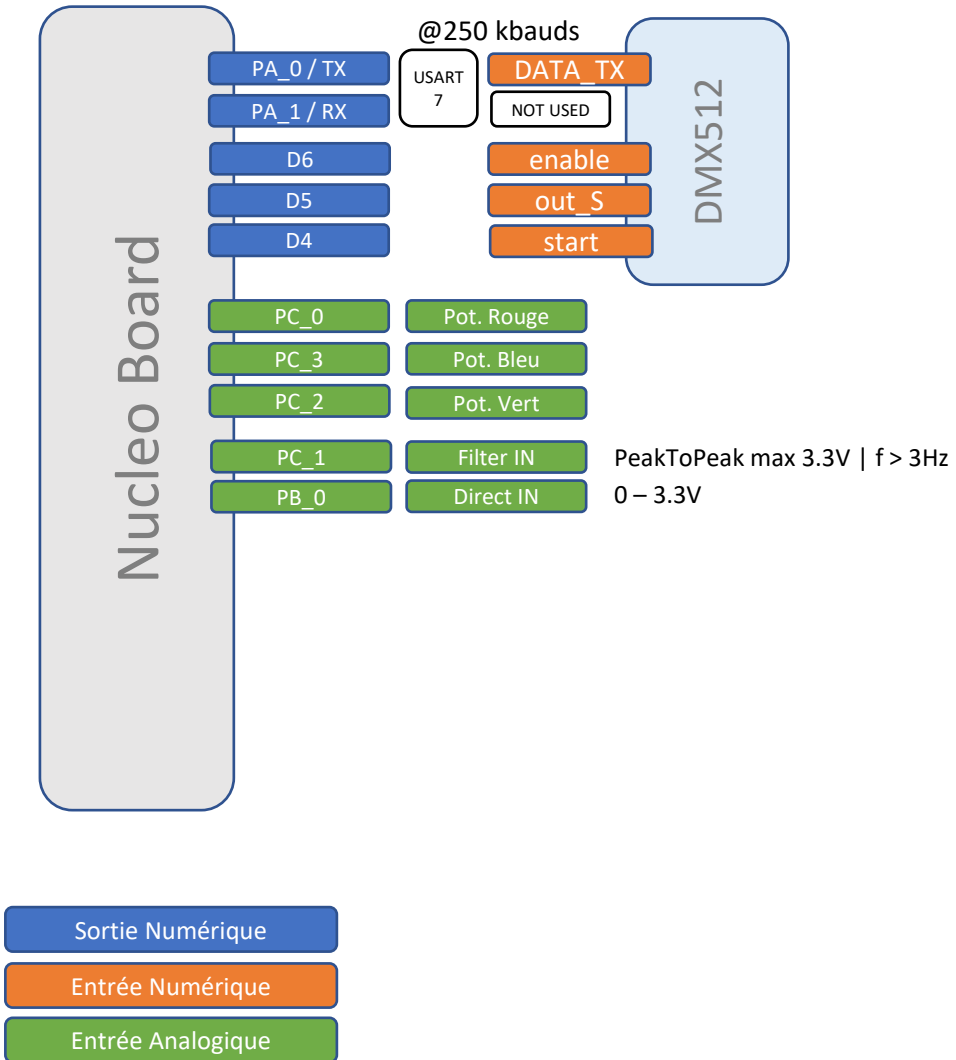 @250 kbauds
PA_0 / TX
USART
7
DATA_TX
PA_1 / RX
NOT USED
D6
enable
D5
out_S
D4
start
DMX512
Nucleo Board
PC_0
Pot. Rouge
PC_3
Pot. Bleu
PC_2
Pot. Vert
PC_1
Filter IN
PeakToPeak max 3.3V | f > 3Hz
PB_0
Direct IN
0 – 3.3V
Sortie Numérique
Entrée Numérique
Entrée Analogique